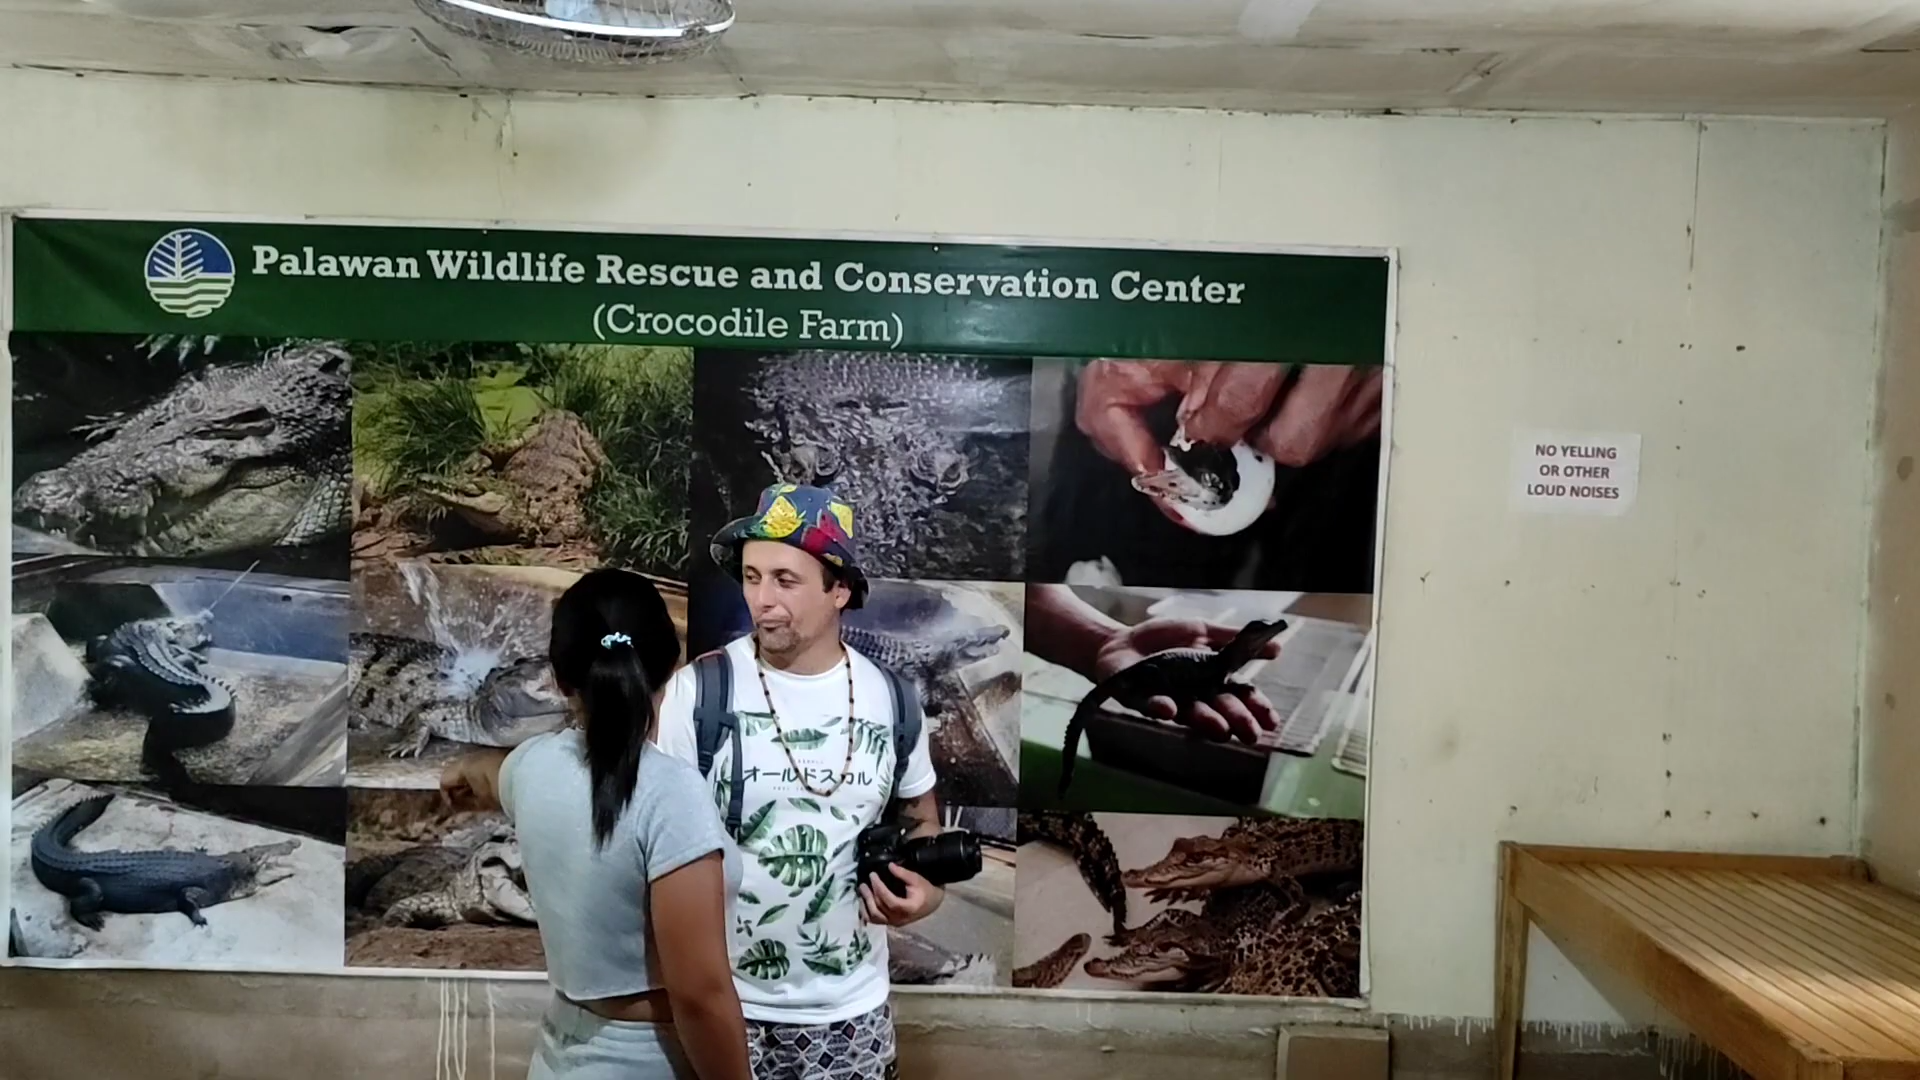 Palawan Wildlife Rescue and Conservation Center
(Crocodile Farm)
NO YELLING
OR OTHER
LOUD NOISES
オールドスカル